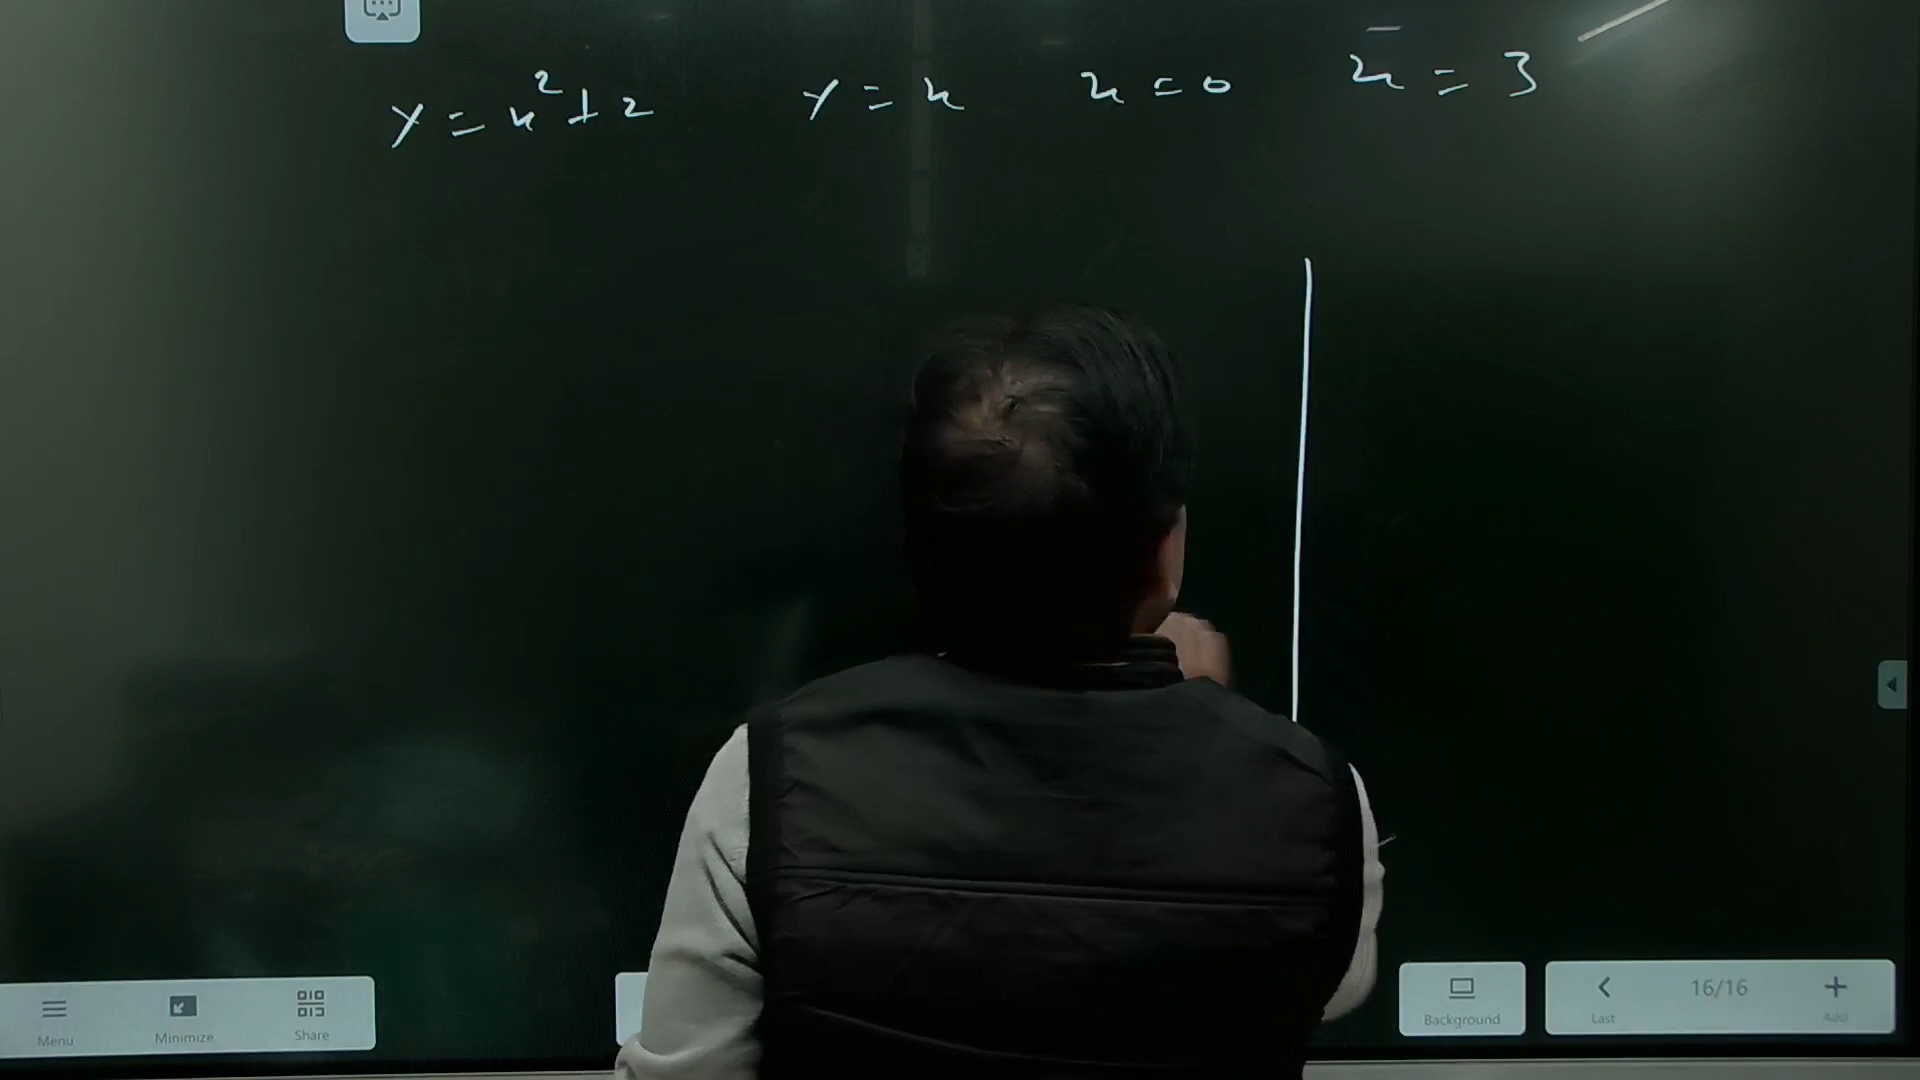 y = x² + 2 y = x x = 0 x = 3
Menu Minimize Share Background Last 16/16 Add